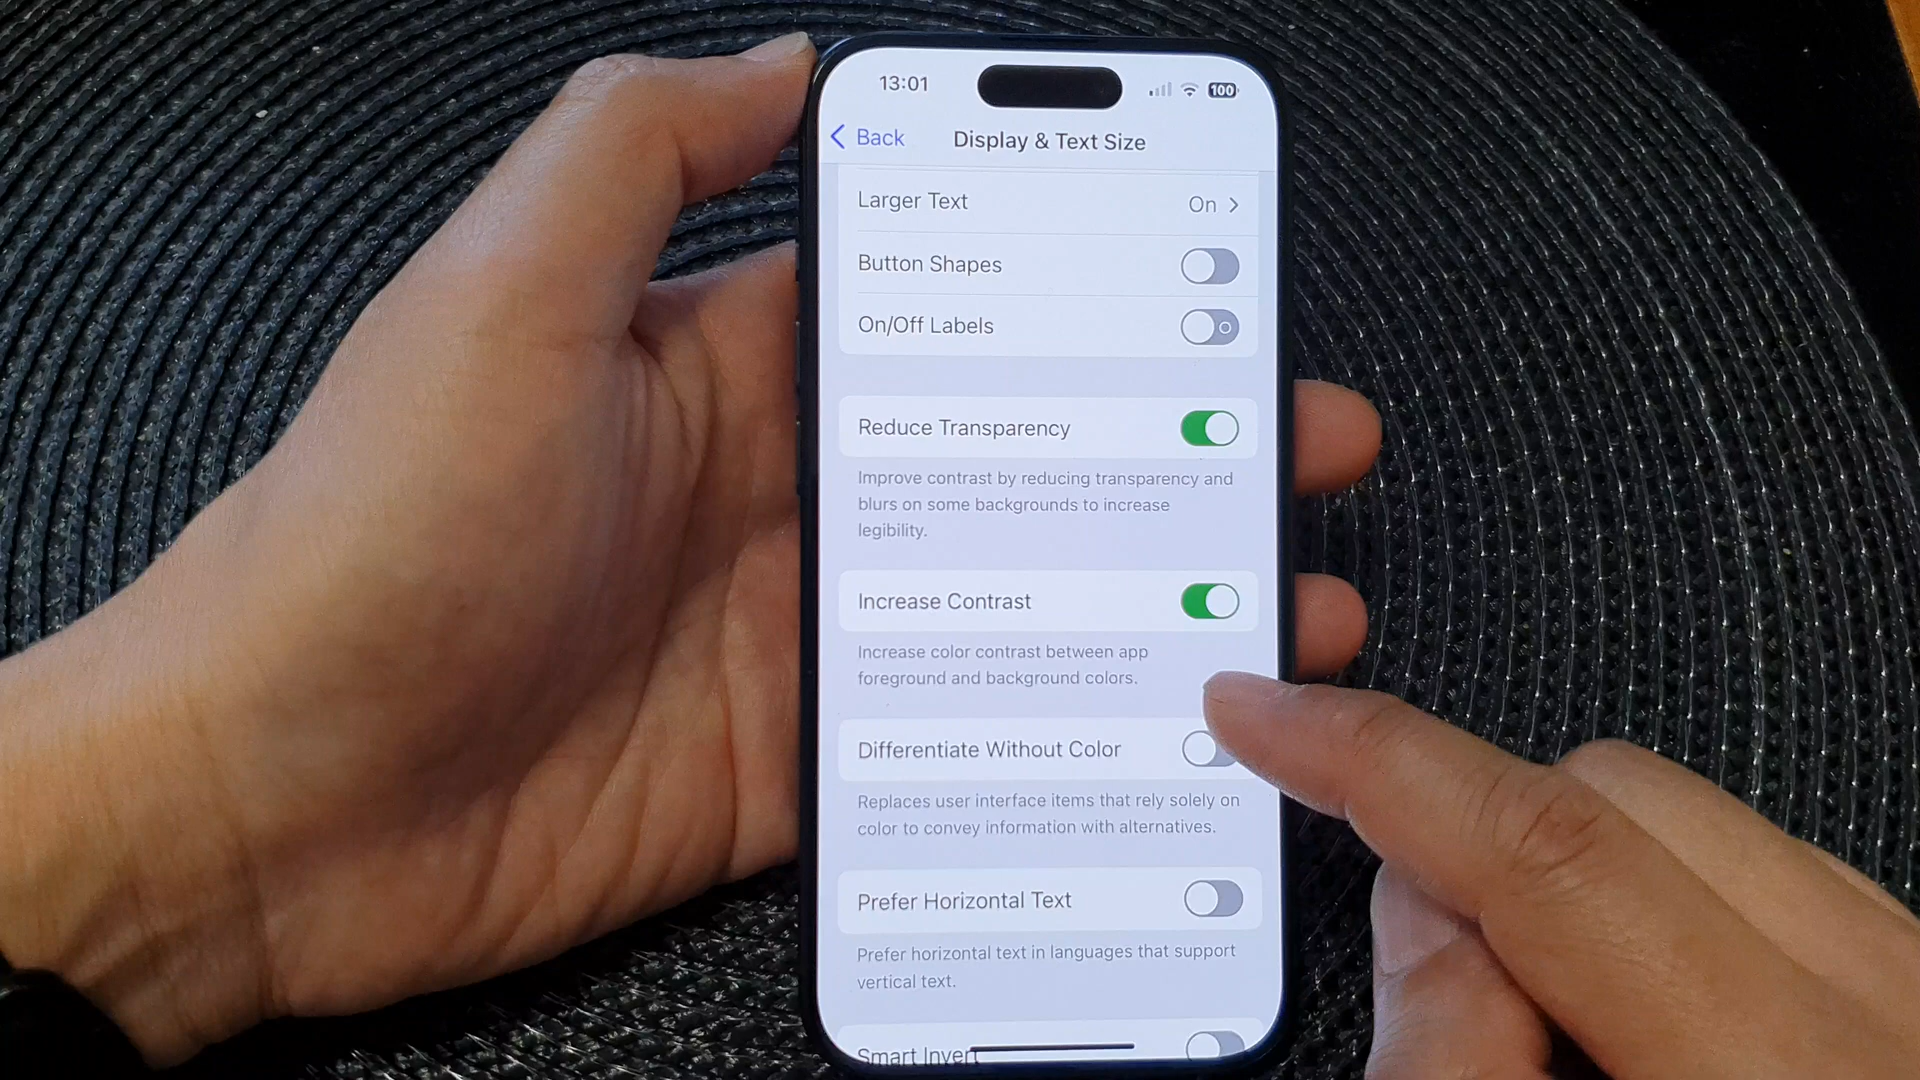 13:01
100
Back
Display & Text Size
Larger Text
On
Button Shapes
On/Off Labels
Reduce Transparency
Improve contrast by reducing transparency and
blurs on some backgrounds to increase
legibility.
Increase Contrast
Increase color contrast between app
foreground and background colors.
Differentiate Without Color
Replaces user interface items that rely solely on
color to convey information with alternatives.
Prefer Horizontal Text
Prefer horizontal text in languages that support
vertical text.
Smart Invert